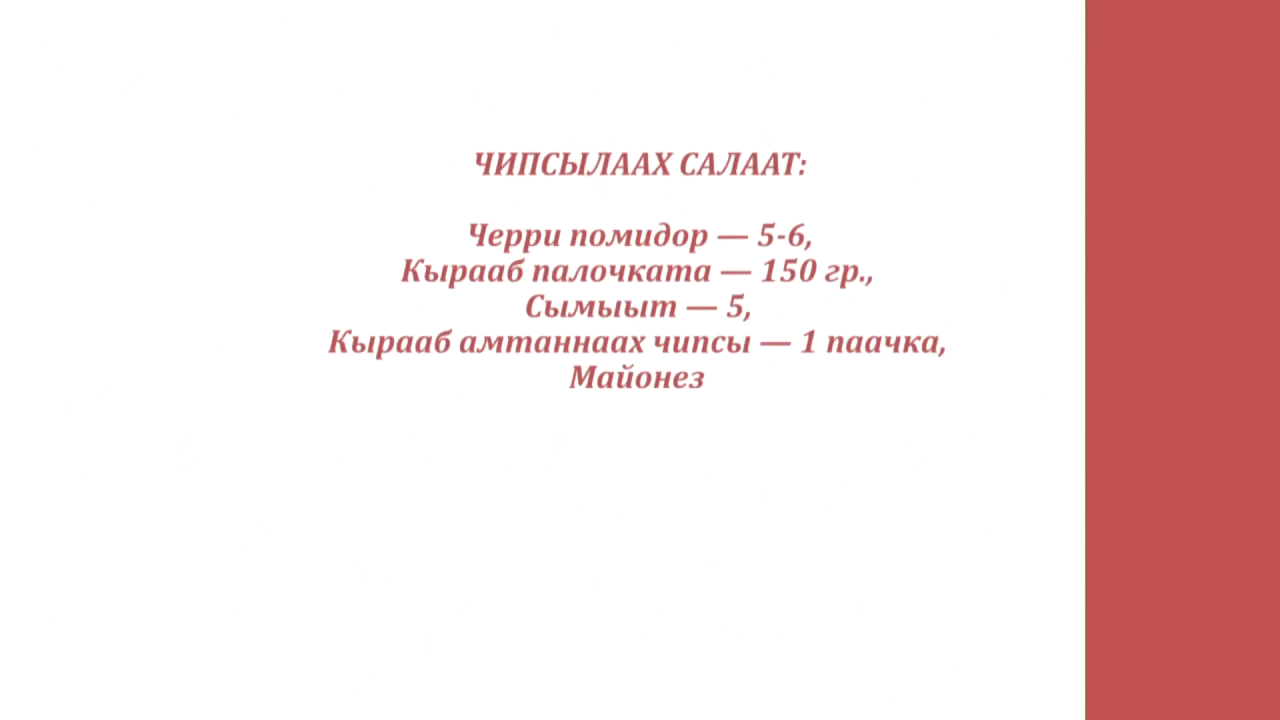 ЧИПСЫЛААХ САЛААТ:
Черри помидор — 5-6,
Кырааб палочката — 150 гр.,
Сымыыт — 5,
Кырааб амтаннаах чипсы — 1 паачка,
Майонез